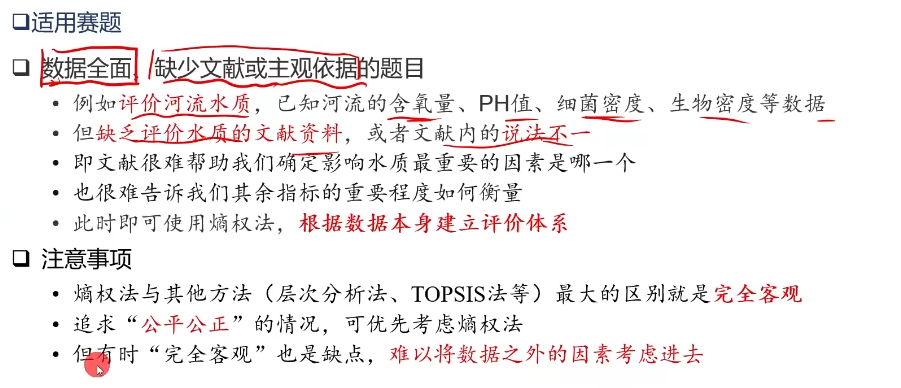 ❑适用赛题
❑ 数据全面、缺少文献或主观依据的题目
• 例如评价河流水质，已知河流的含氧量、PH值、细菌密度、生物密度等数据
• 但缺乏评价水质的文献资料，或者文献内的说法不一
• 即文献很难帮助我们确定影响水质最重要的因素是哪一个
• 也很难告诉我们其余指标的重要程度如何衡量
• 此时即可使用熵权法，根据数据本身建立评价体系
❑ 注意事项
• 熵权法与其他方法（层次分析法、TOPSIS法等）最大的区别就是完全客观
• 追求“公平公正”的情况，可优先考虑熵权法
• 但有时“完全客观”也是缺点，难以将数据之外的因素考虑进去